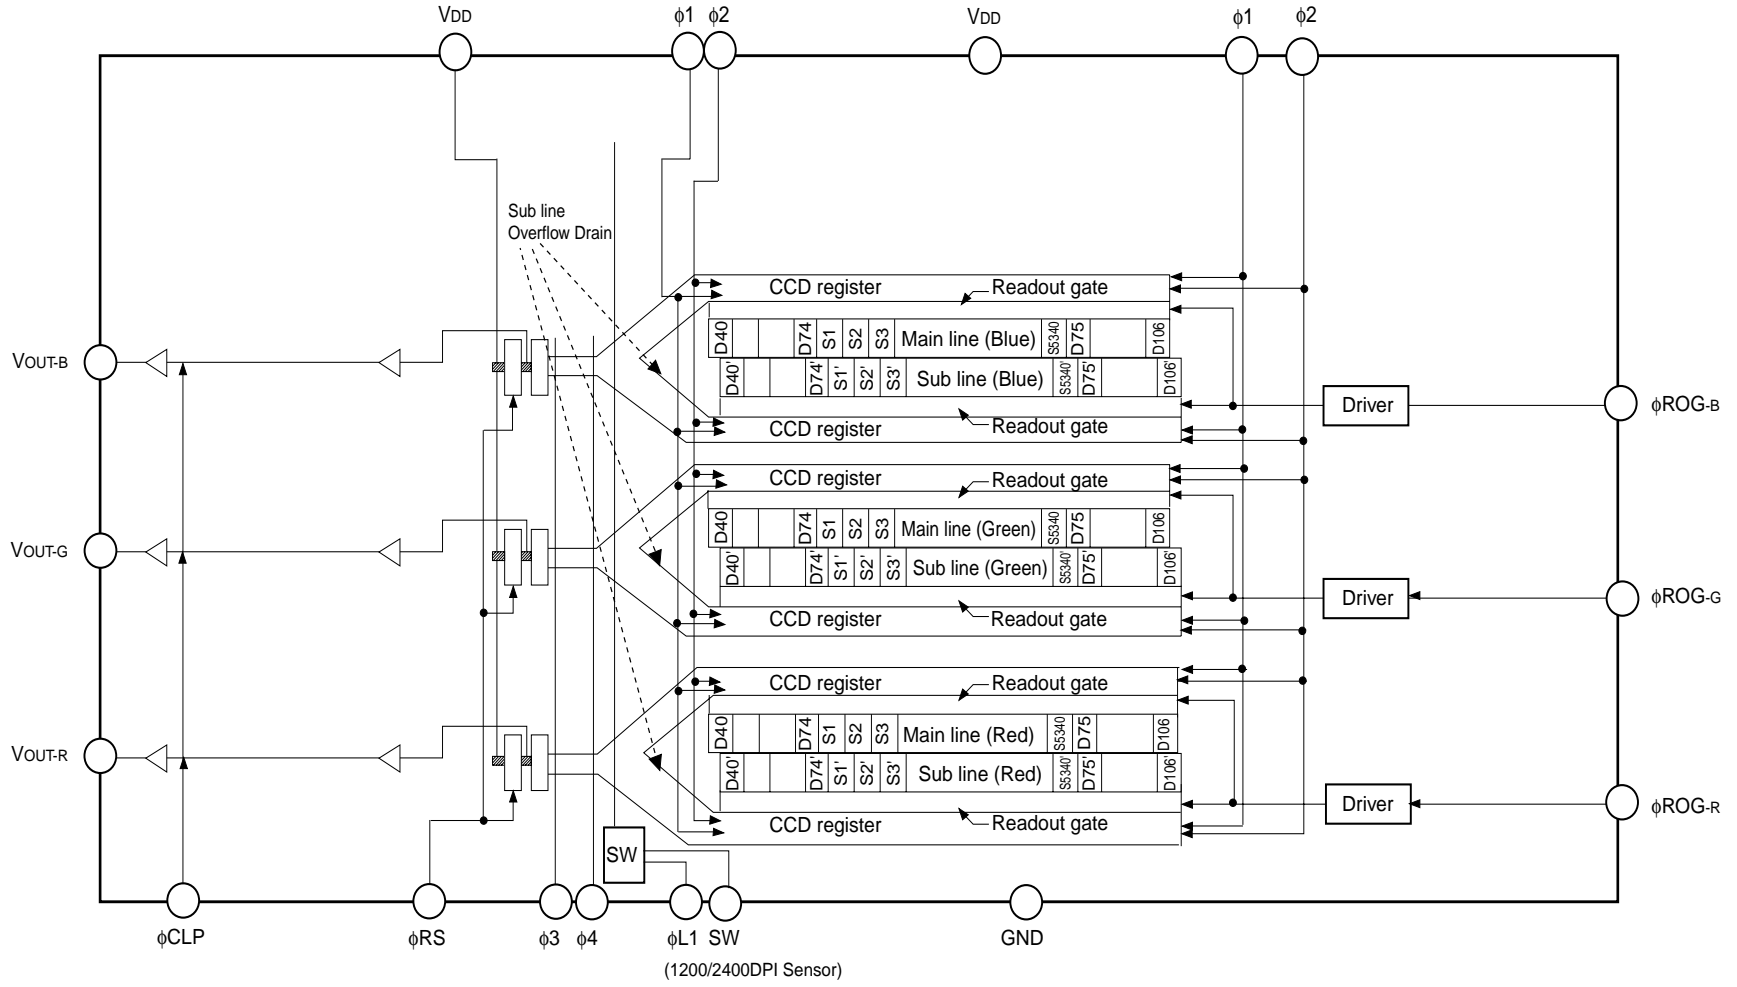 VDD ϕ1 ϕ2 VDD ϕ1 ϕ2
Sub line
Overflow Drain
CCD register Readout gate
D40 D74 S1 S2 S3 Main line (Blue) S5340 D75 D106
D40' D74' S1' S2' S3' Sub line (Blue) S5340' D75' D106'
CCD register Readout gate
VOUT-B
Driver ϕROG-B
CCD register Readout gate
D40 D74 S1 S2 S3 Main line (Green) S5340 D75 D106
D40' D74' S1' S2' S3' Sub line (Green) S5340' D75' D106'
CCD register Readout gate
VOUT-G
Driver ϕROG-G
CCD register Readout gate
D40 D74 S1 S2 S3 Main line (Red) S5340 D75 D106
D40' D74' S1' S2' S3' Sub line (Red) S5340' D75' D106'
CCD register Readout gate
VOUT-R
Driver ϕROG-R
SW
ϕCLP ϕRS ϕ3 ϕ4 ϕL1 SW GND
(1200/2400DPI Sensor)